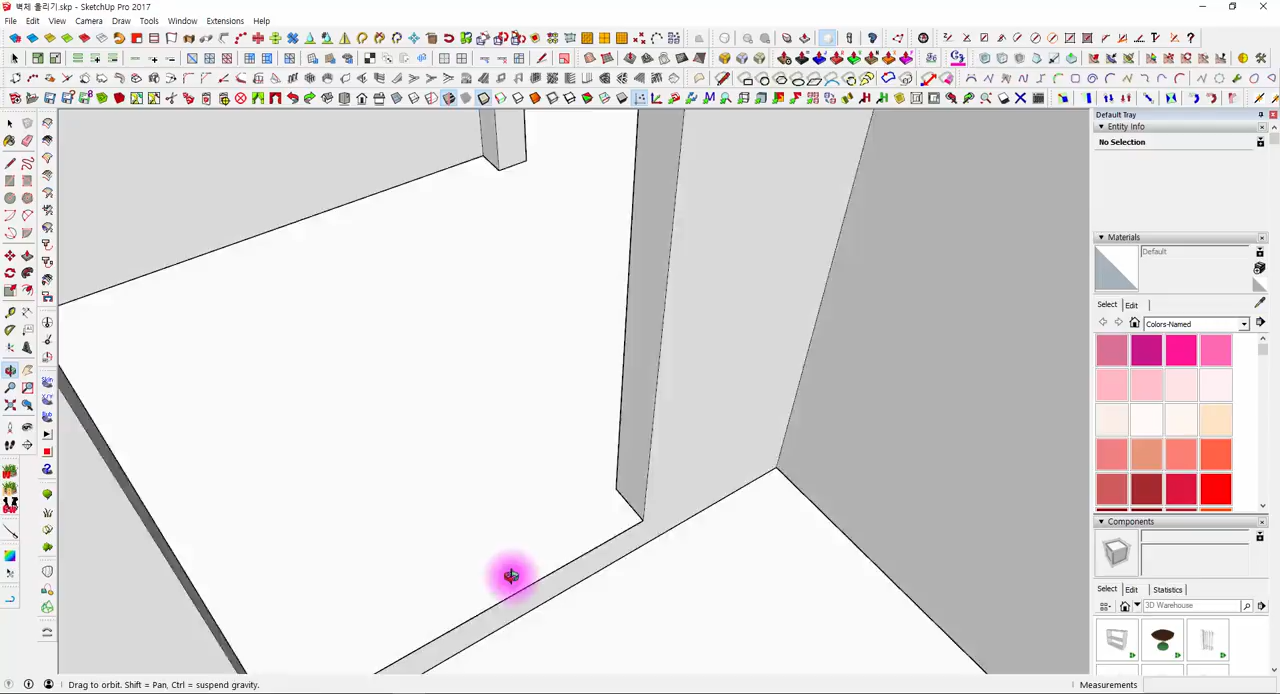 벽체 올리기.skp - SketchUp Pro 2017
File Edit View Camera Draw Tools Window Extensions Help
Default Tray
Entity Info
No Selection
Materials
Default
Select Edit
Colors-Named
Components
Select Edit Statistics
3D Warehouse
Drag to orbit. Shift = Pan, Ctrl = suspend gravity.
Measurements